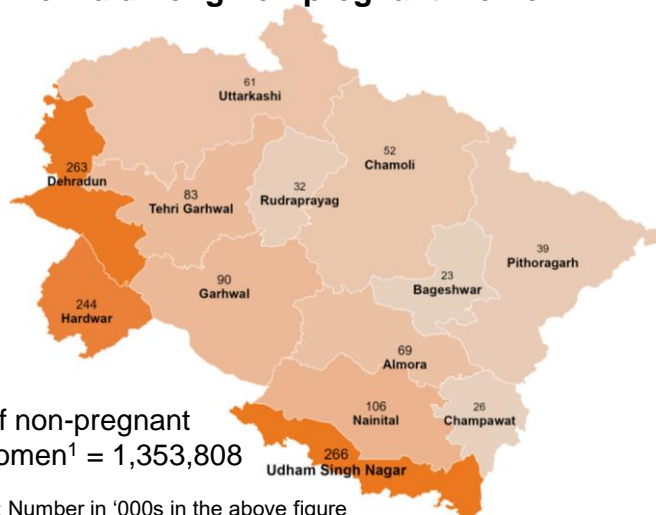 61
Uttarkashi
52
Chamoli
263
Dehradun
83
Tehri Garhwal
32
Rudraprayag
39
Pithoragarh
23
Bageshwar
90
Garhwal
244
Hardwar
69
Almora
106
Nainital
26
Champawat
266
Udham Singh Nagar
non-pregnant
¹ = 1,353,808
Number in ‘000s in the above figure